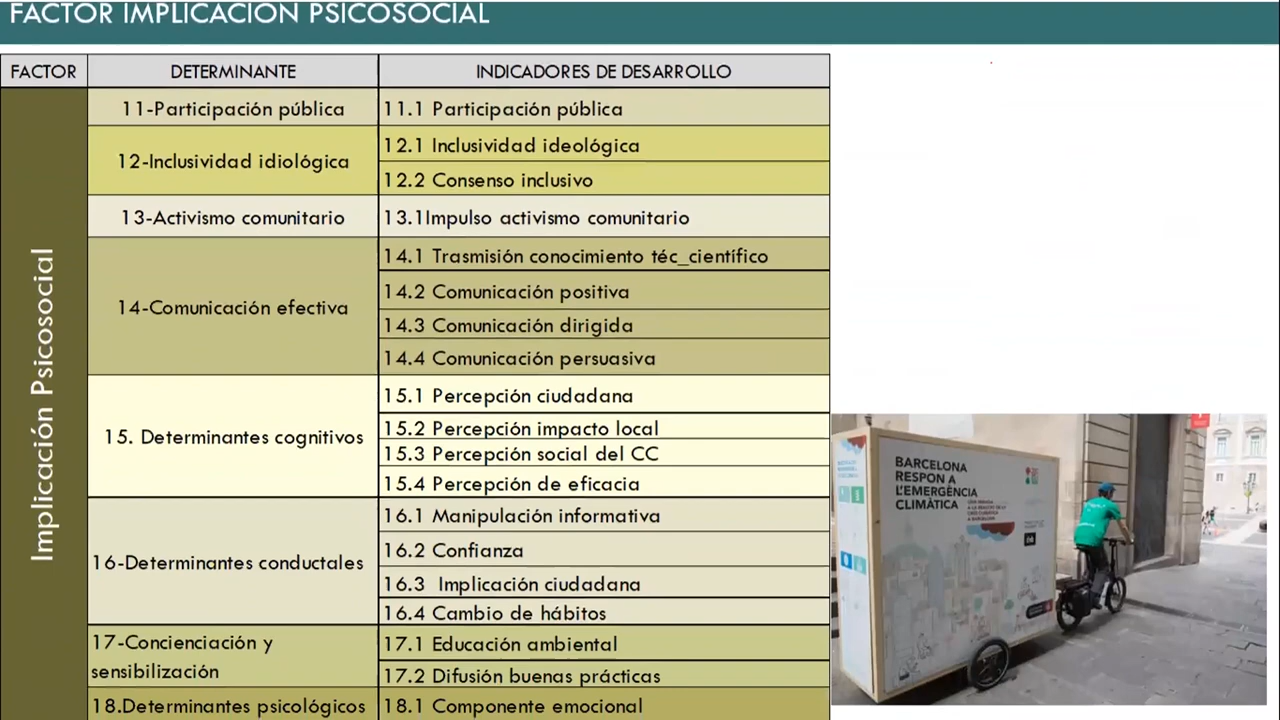 FACTOR IMPLICACIÓN PSICOSOCIAL
FACTOR DETERMINANTE INDICADORES DE DESARROLLO
Implicación Psicosocial
11-Participación pública
11.1 Participación pública
12-Inclusividad idiológica
12.1 Inclusividad ideológica
12.2 Consenso inclusivo
13-Activismo comunitario
13.1Impulso activismo comunitario
14-Comunicación efectiva
14.1 Trasmisión conocimiento téc_científico
14.2 Comunicación positiva
14.3 Comunicación dirigida
14.4 Comunicación persuasiva
15. Determinantes cognitivos
15.1 Percepción ciudadana
15.2 Percepción impacto local
15.3 Percepción social del CC
15.4 Percepción de eficacia
16-Determinantes conductales
16.1 Manipulación informativa
16.2 Confianza
16.3 Implicación ciudadana
16.4 Cambio de hábitos
17-Concienciación y
sensibilización
17.1 Educación ambiental
17.2 Difusión buenas prácticas
18.Determinantes psicológicos
18.1 Componente emocional
BARCELONA
RESPON A
L'EMERGÈNCIA
CLIMÀTICA